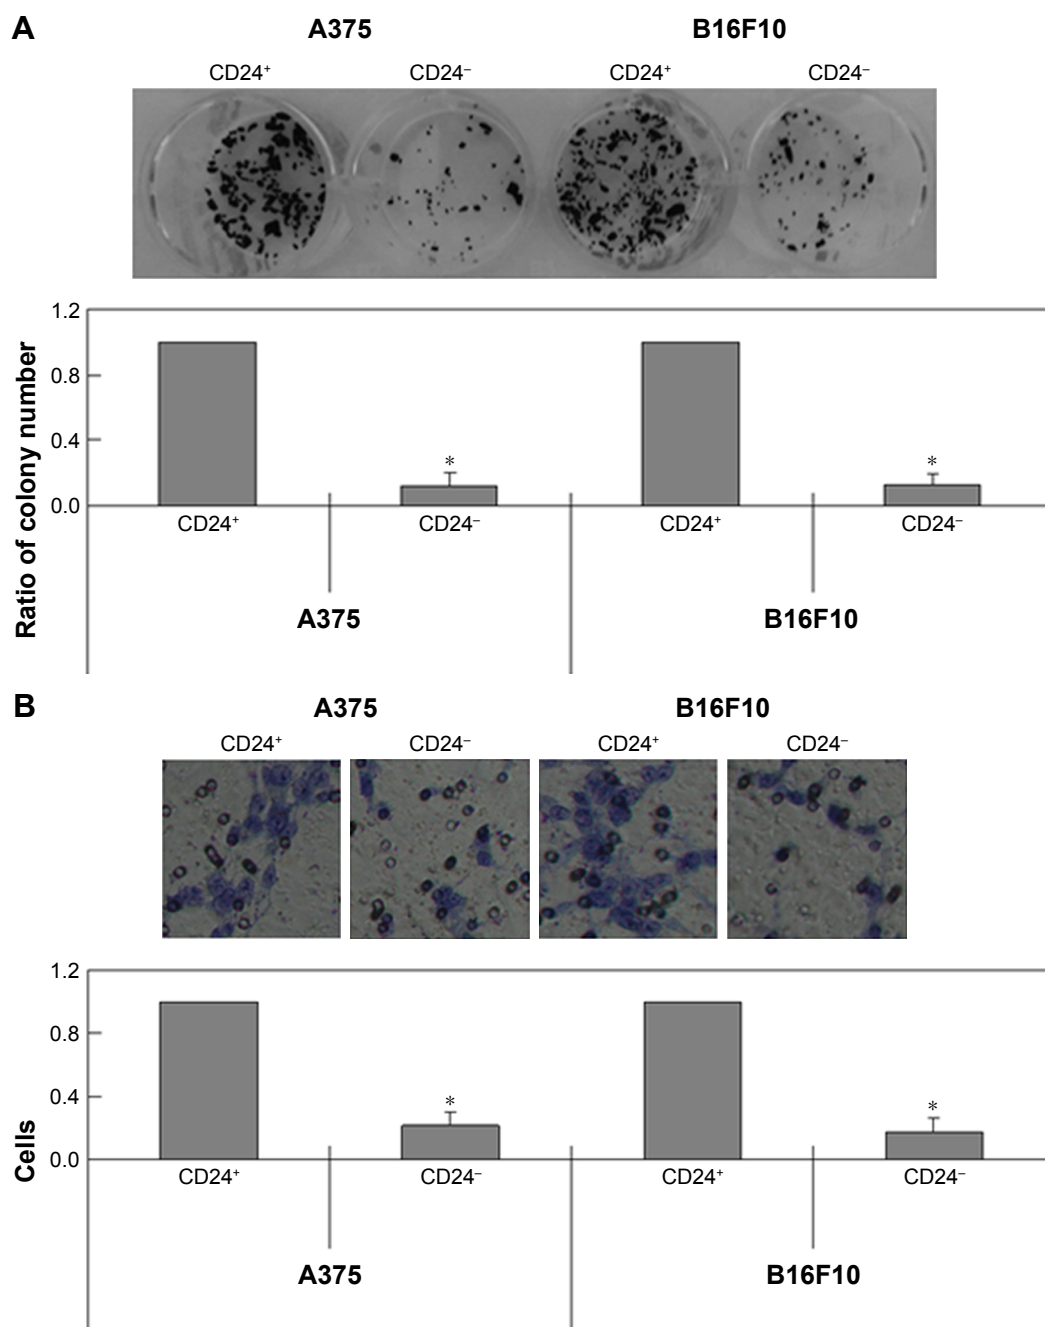 A
A375 B16F10
CD24⁺ CD24⁻ CD24⁺ CD24⁻
Ratio of colony number
1.2
0.8
0.4
0.0
* *
CD24⁺ CD24⁻ CD24⁺ CD24⁻
A375 B16F10
B
A375 B16F10
CD24⁺ CD24⁻ CD24⁺ CD24⁻
Cells
1.2
0.8
0.4
0.0
* *
CD24⁺ CD24⁻ CD24⁺ CD24⁻
A375 B16F10